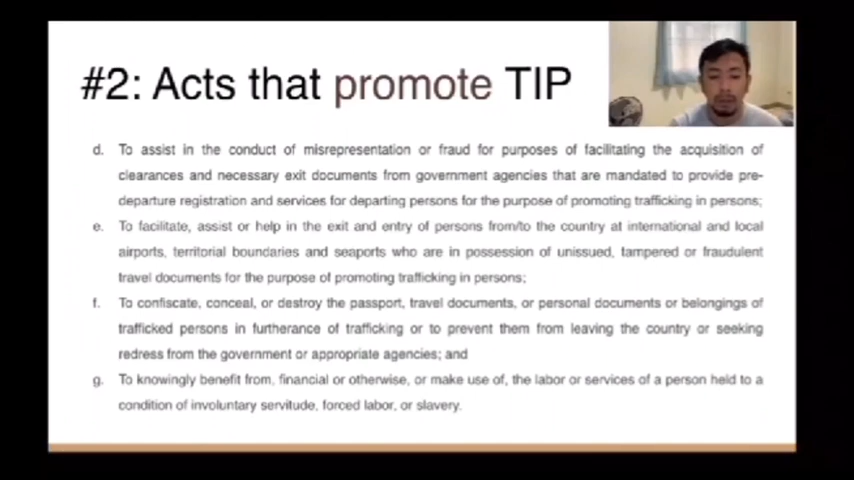 #2: Acts that promote TIP
d. To assist in the conduct of misrepresentation or fraud for purposes of facilitating the acquisition of
clearances and necessary exit documents from government agencies that are mandated to provide pre-
departure registration and services for departing persons for the purpose of promoting trafficking in persons;
e. To facilitate, assist or help in the exit and entry of persons from/to the country at international and local
airports, territorial boundaries and seaports who are in possession of unissued, tampered or fraudulent
travel documents for the purpose of promoting trafficking in persons;
f. To confiscate, conceal, or destroy the passport, travel documents, or personal documents or belongings of
trafficked persons in furtherance of trafficking or to prevent them from leaving the country or seeking
redress from the government or appropriate agencies; and
g. To knowingly benefit from, financial or otherwise, or make use of, the labor or services of a person held to a
condition of involuntary servitude, forced labor, or slavery.